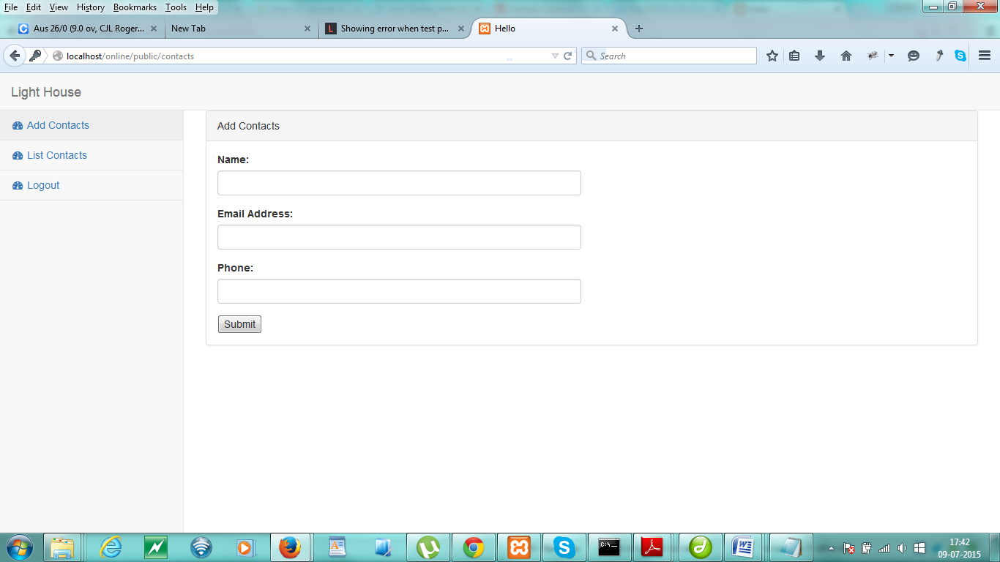 File Edit View History Bookmarks Tools Help
Aus 26/0 (9.0 ov, CJL Roger... New Tab Showing error when test p... Hello
localhost/online/public/contacts Search
Light House
Add Contacts
List Contacts
Logout
Add Contacts
Name:
Email Address:
Phone:
Submit
17:42
09-07-2015